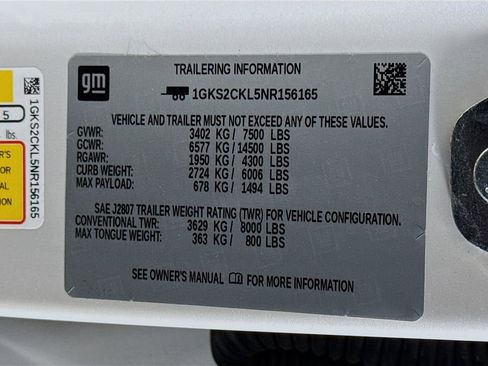 gm
TRAILERING INFORMATION
1GKS2CKL5NR156165
VEHICLE AND TRAILER MUST NOT EXCEED ANY OF THESE VALUES.
GVWR: 3402 KG / 7500 LBS
GCWR: 6577 KG / 14500 LBS
RGAWR: 1950 KG / 4300 LBS
CURB WEIGHT: 2724 KG / 6006 LBS
MAX PAYLOAD: 678 KG / 1494 LBS
SAE J2807 TRAILER WEIGHT RATING (TWR) FOR VEHICLE CONFIGURATION.
CONVENTIONAL TWR: 3629 KG / 8000 LBS
MAX TONGUE WEIGHT: 363 KG / 800 LBS
SEE OWNER'S MANUAL FOR MORE INFORMATION
5
lbs.
1GKS2CKL5NR156165